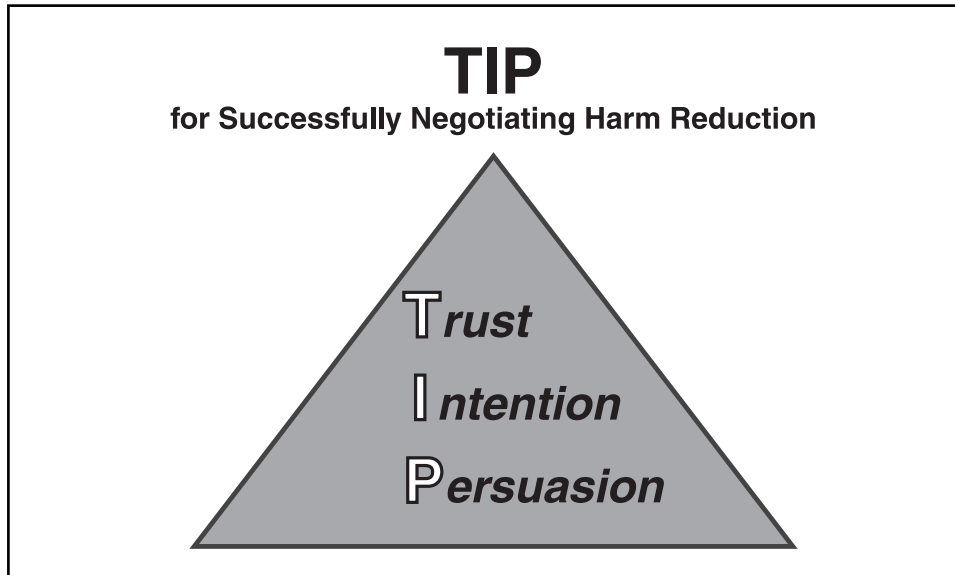 TIP
for Successfully Negotiating Harm Reduction
Trust
Intention
Persuasion